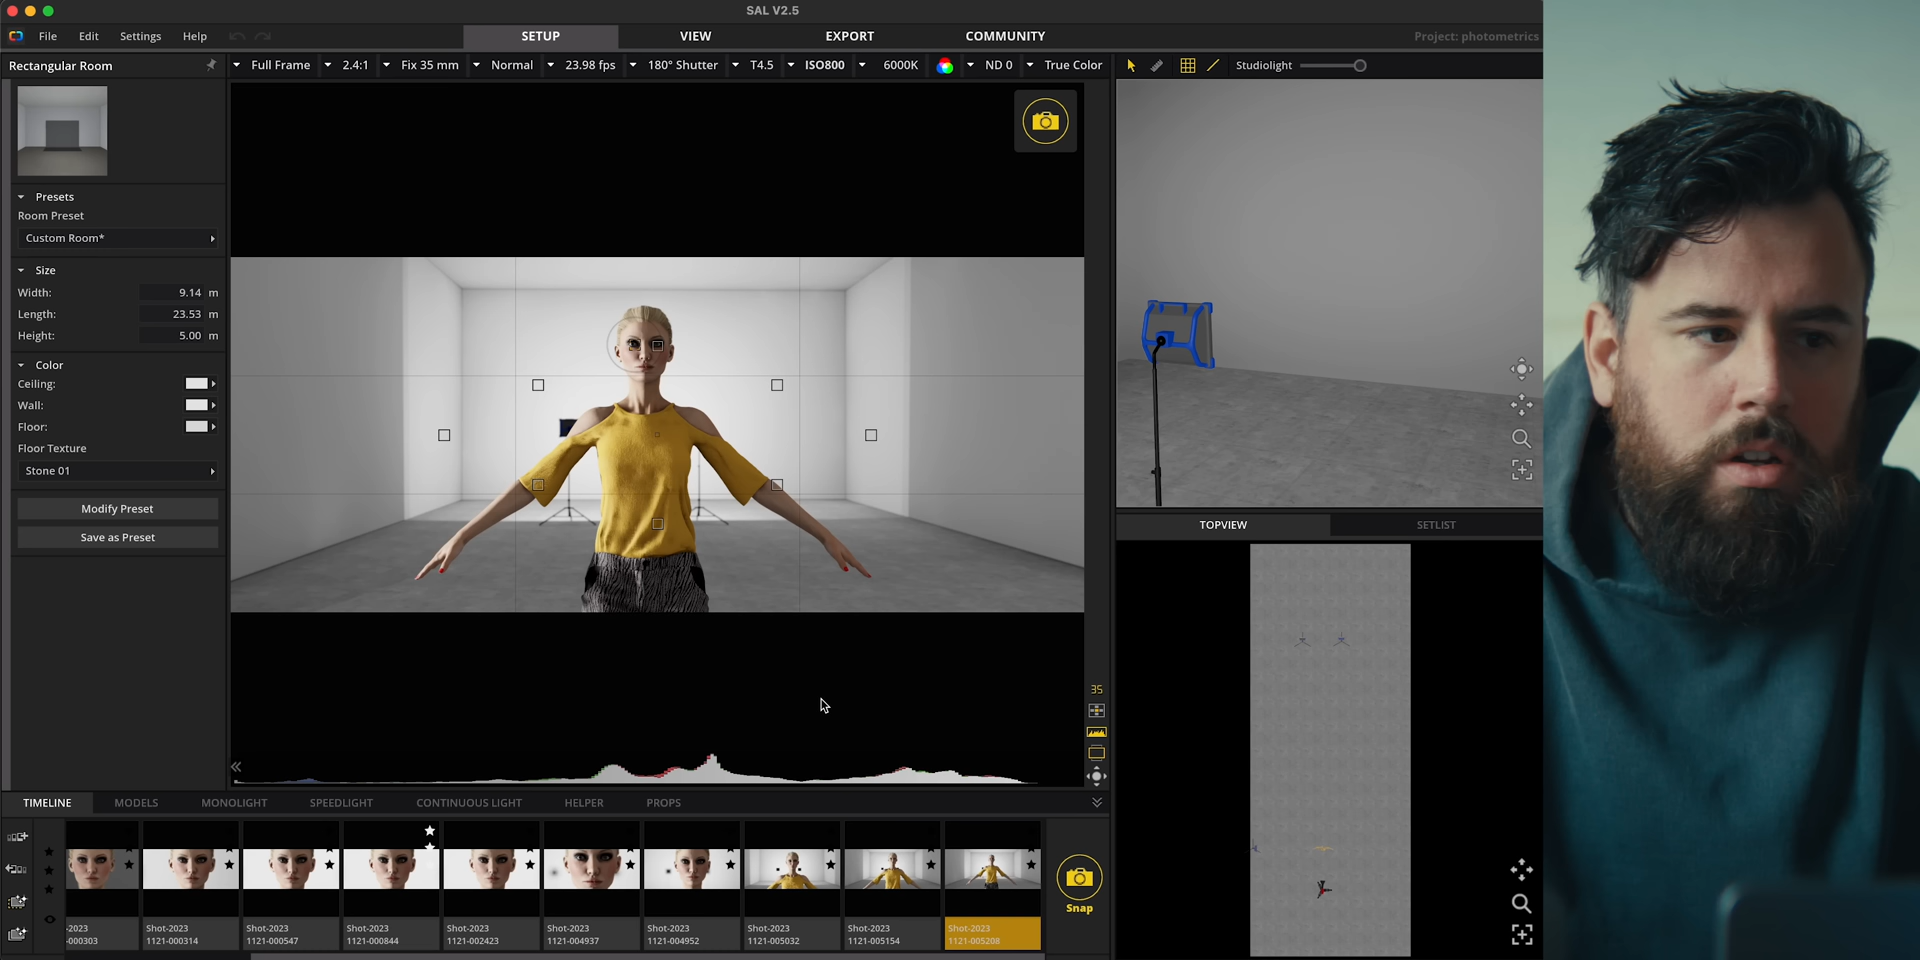 SAL V2.5
File Edit Settings Help
SETUP VIEW EXPORT COMMUNITY
Project: photometrics
Rectangular Room
Full Frame 2.4:1 Fix 35 mm Normal 23.98 fps 180° Shutter T4.5 ISO800 6000K ND 0 True Color
Studiolight
Presets
Room Preset
Custom Room*
Size
Width: 9.14 m
Length: 23.53 m
Height: 5.00 m
Color
Ceiling:
Wall:
Floor:
Floor Texture
Stone 01
Modify Preset
Save as Preset
TOPVIEW SETLIST
35
TIMELINE MODELS MONOLIGHT SPEEDLIGHT CONTINUOUS LIGHT HELPER PROPS
Snap
-2023
-000303
Shot-2023
1121-000314
Shot-2023
1121-000547
Shot-2023
1121-000844
Shot-2023
1121-002423
Shot-2023
1121-004937
Shot-2023
1121-004952
Shot-2023
1121-005032
Shot-2023
1121-005154
Shot-2023
1121-005208